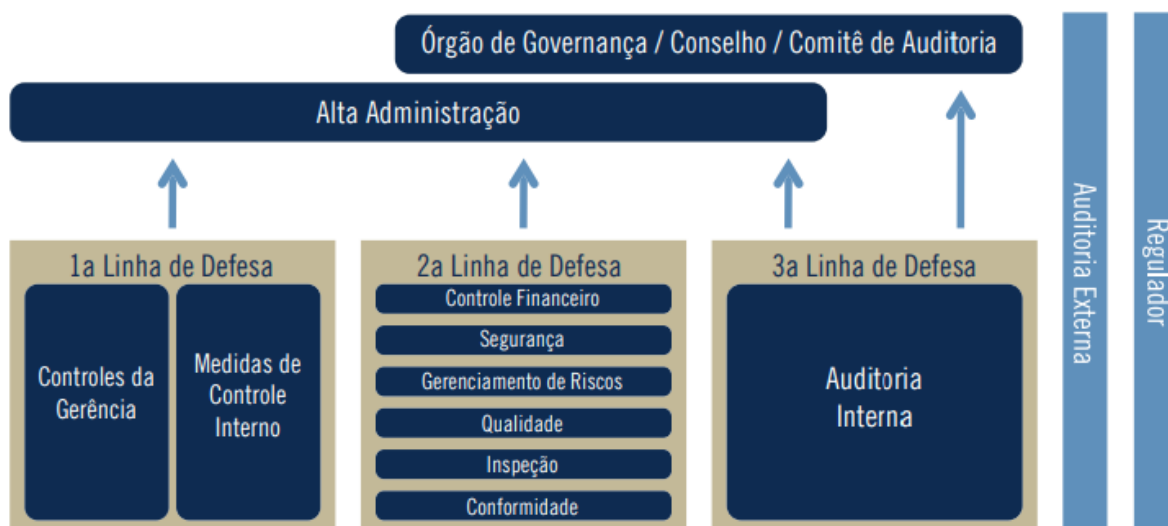 Órgão de Governança / Conselho / Comitê de Auditoria
Alta Administração
1a Linha de Defesa
Controles da
Gerência
Medidas de
Controle
Interno
2a Linha de Defesa
Controle Financeiro
Segurança
Gerenciamento de Riscos
Qualidade
Inspeção
Conformidade
3a Linha de Defesa
Auditoria
Interna
Auditoria Externa
Regulador